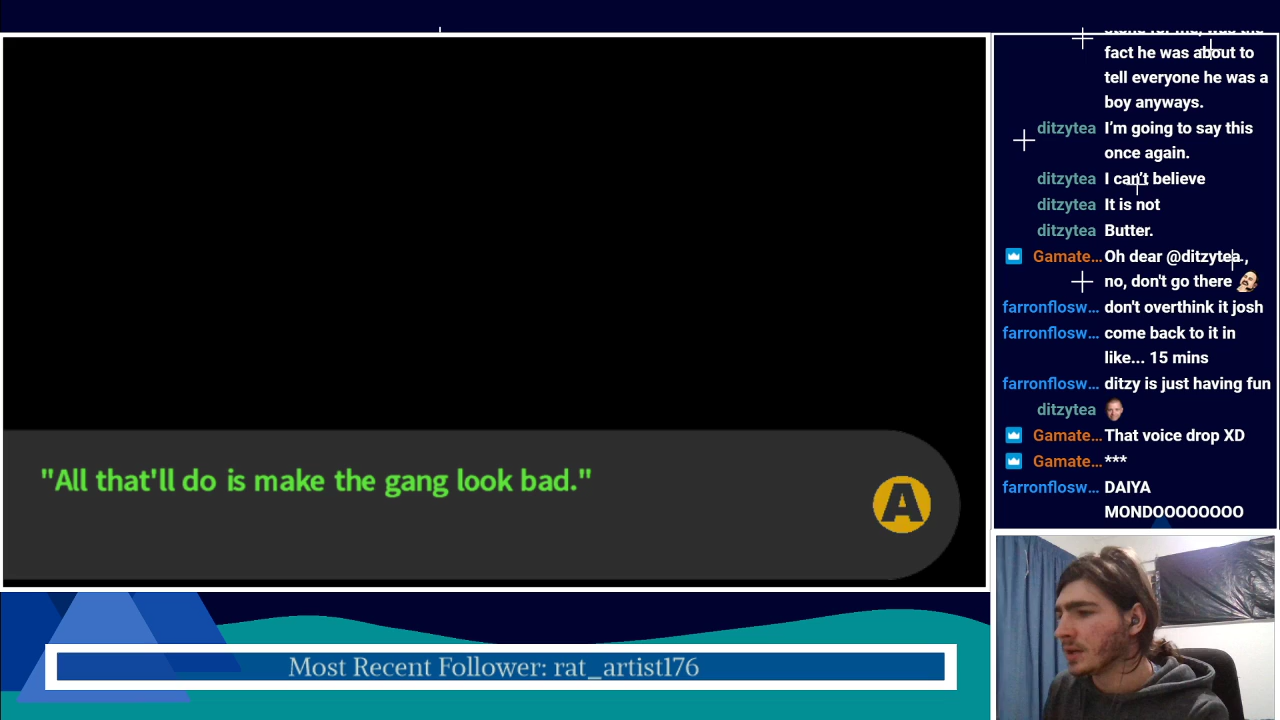 fact he was about to
tell everyone he was a
boy anyways.
ditzytea I'm going to say this
once again.
ditzytea I can't believe
ditzytea It is not
ditzytea Butter.
Gamate... Oh dear @ditzytea ,
no, don't go there
farronflosw... don't overthink it josh
farronflosw... come back to it in
like... 15 mins
farronflosw... ditzy is just having fun
ditzytea
Gamate... That voice drop XD
Gamate... ***
farronflosw... DAIYA
MONDOOOOOOOO
"All that'll do is make the gang look bad."
A
Most Recent Follower: rat_artist176